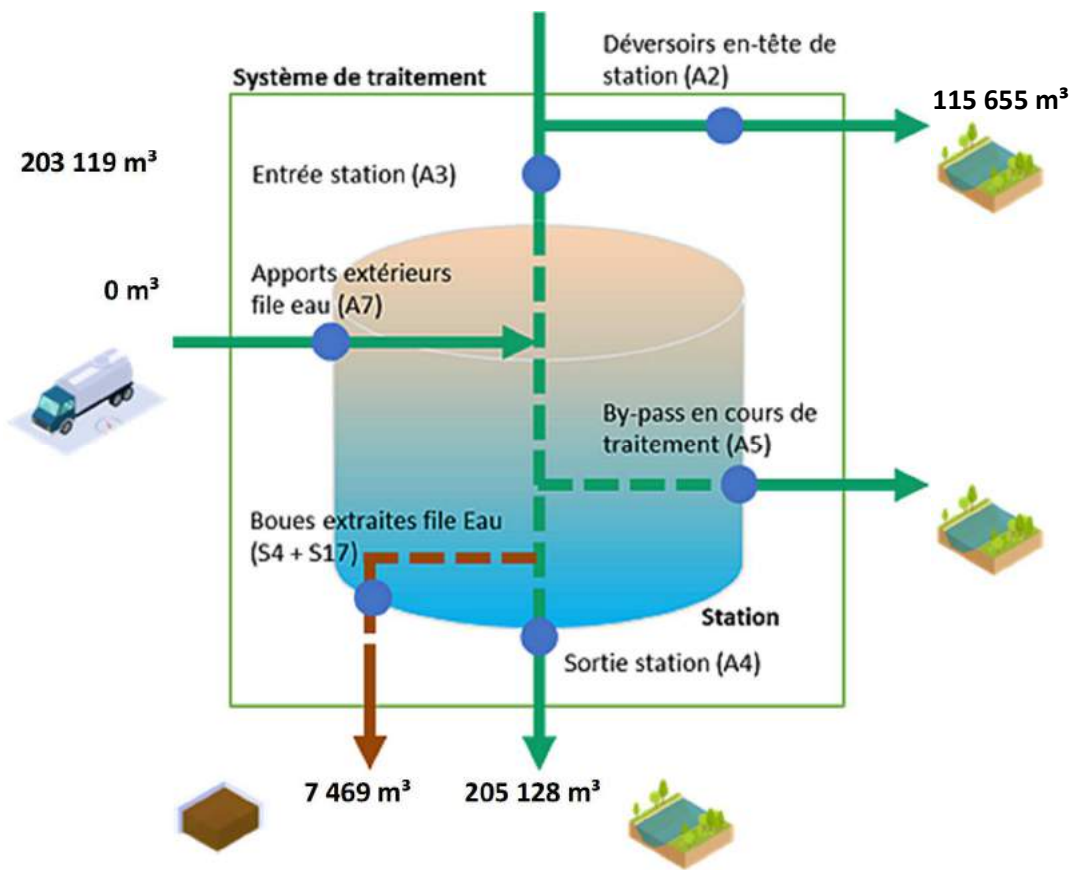 Déversoirs en-tête de
station (A2)
Système de traitement
115 655 m³
203 119 m³
Entrée station (A3)
Apports extérieurs
file eau (A7)
0 m³
By-pass en cours de
traitement (A5)
Boues extraites file Eau
(S4 + S17)
Station
Sortie station (A4)
7 469 m³
205 128 m³